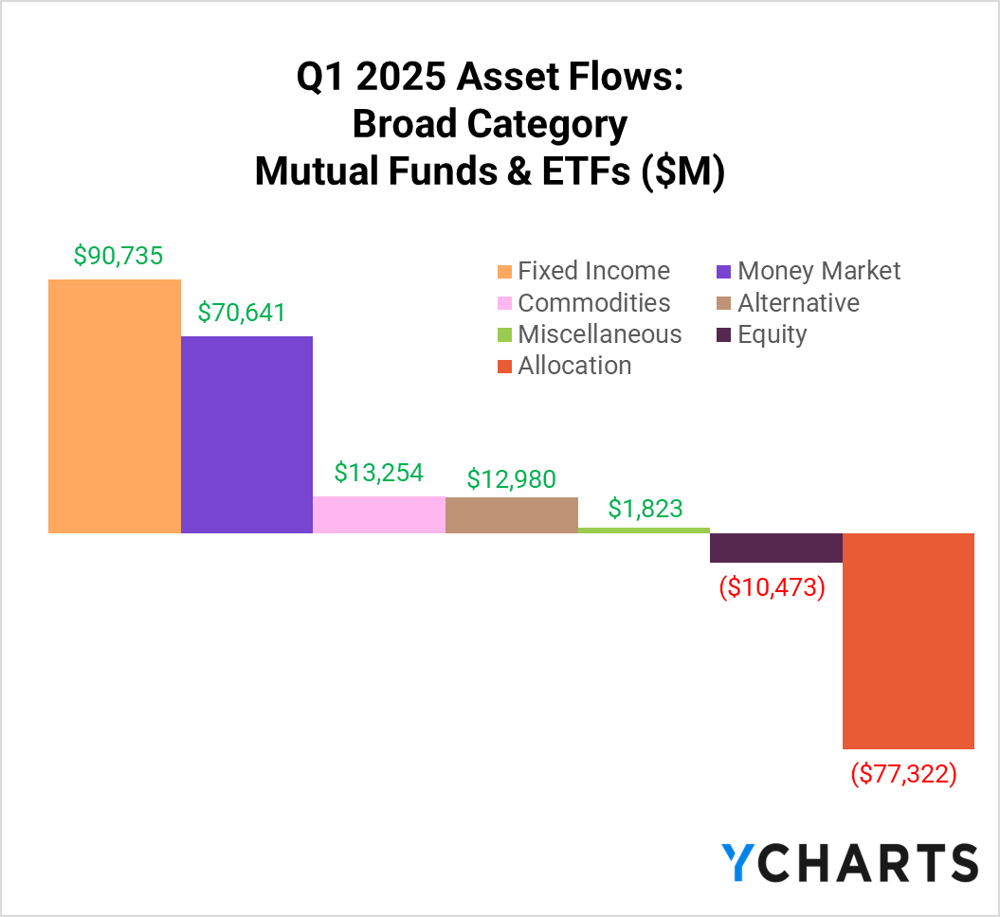 Q1 2025 Asset Flows:
Broad Category
Mutual Funds & ETFs ($M)
$90,735
$70,641
$13,254
$12,980
$1,823
($10,473)
($77,322)
Fixed Income
Money Market
Commodities
Alternative
Miscellaneous
Equity
Allocation
YCHARTS